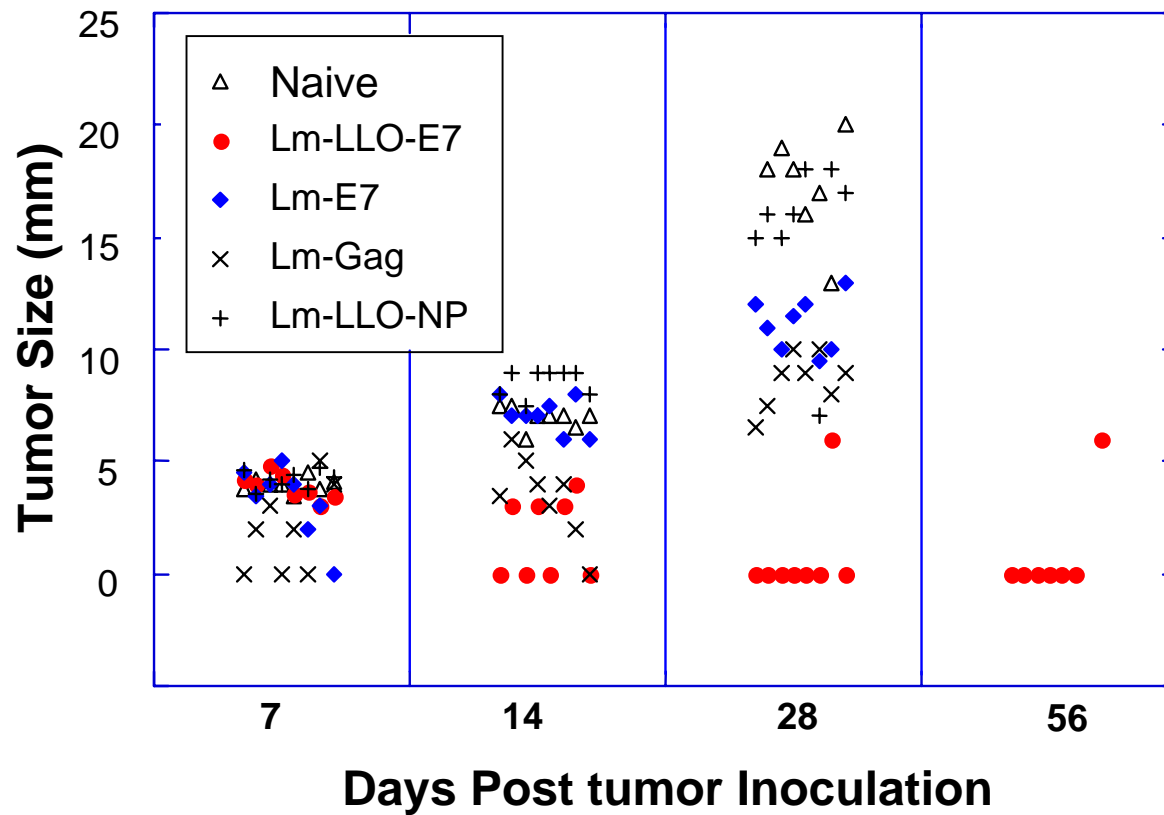 25
20
15
10
5
0
Tumor Size (mm)
Naive
Lm-LLO-E7
Lm-E7
Lm-Gag
Lm-LLO-NP
7 14 28 56
Days Post tumor Inoculation